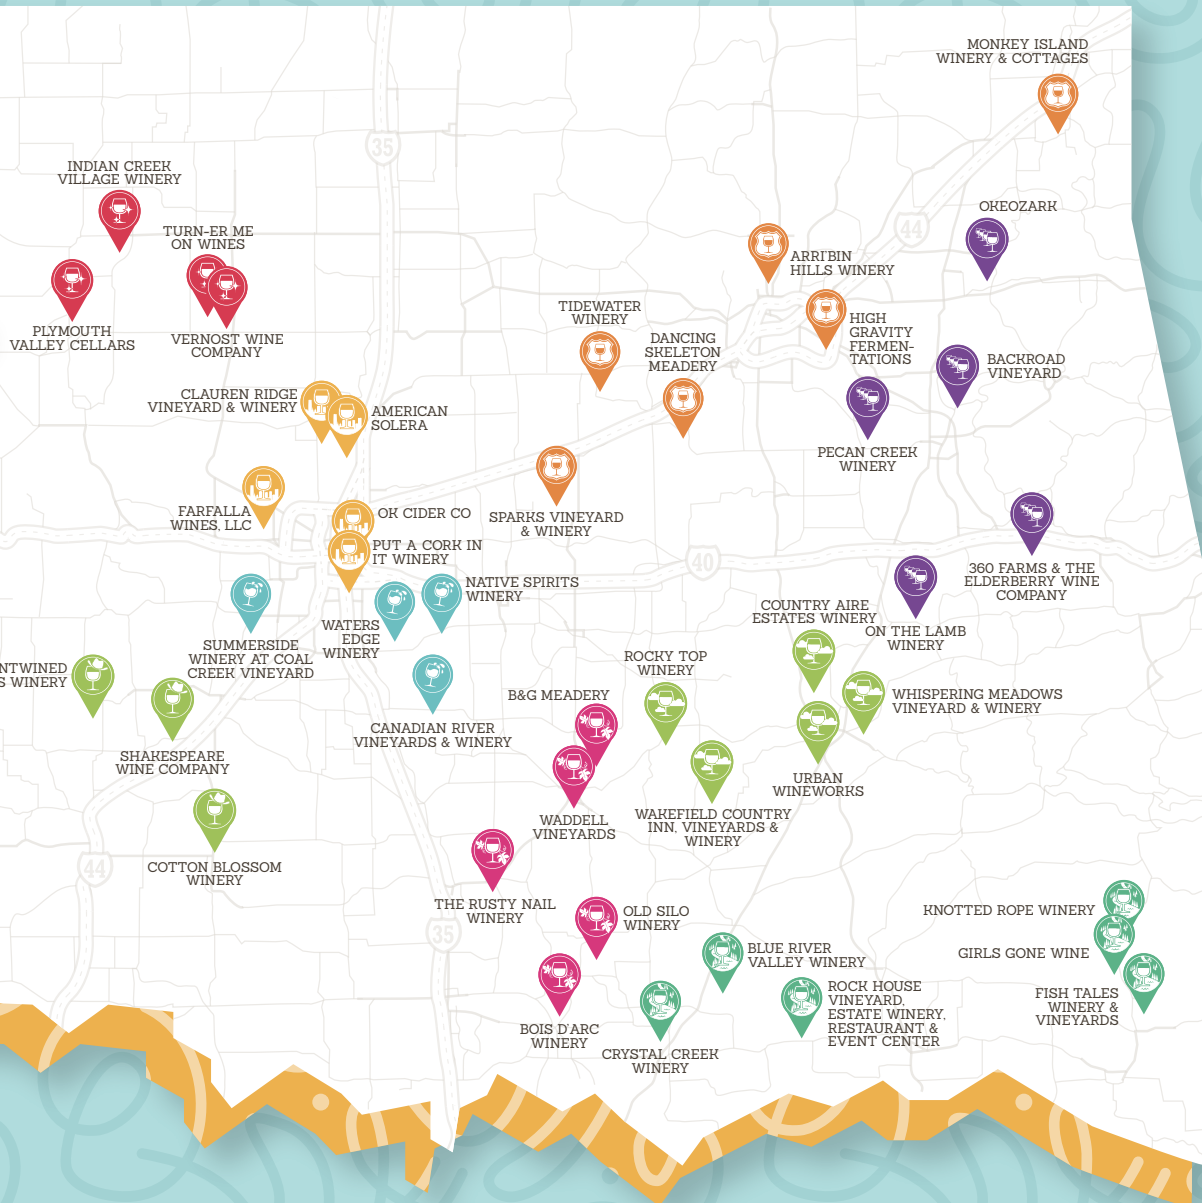 MONKEY ISLAND
WINERY & COTTAGES
35
INDIAN CREEK
VILLAGE WINERY
OKEOZARK
44
TURN-ER ME
ON WINES
ARRI'BIN
HILLS WINERY
TIDEWATER
WINERY
HIGH
GRAVITY
FERMEN-
TATIONS
PLYMOUTH
VALLEY CELLARS
VERNOST WINE
COMPANY
DANCING
SKELETON
MEADERY
BACKROAD
VINEYARD
CLAUREN RIDGE
VINEYARD & WINERY
AMERICAN
SOLERA
PECAN CREEK
WINERY
FARFALLA
WINES, LLC
OK CIDER CO
SPARKS VINEYARD
& WINERY
PUT A CORK IN
IT WINERY
40
360 FARMS & THE
ELDERBERRY WINE
COMPANY
NATIVE SPIRITS
WINERY
COUNTRY AIRE
ESTATES WINERY
WATERS
EDGE
WINERY
ON THE LAMB
WINERY
SUMMERSIDE
WINERY AT COAL
CREEK VINEYARD
ROCKY TOP
WINERY
NTWINED
S WINERY
B&G MEADERY
WHISPERING MEADOWS
VINEYARD & WINERY
CANADIAN RIVER
VINEYARDS & WINERY
SHAKESPEARE
WINE COMPANY
URBAN
WINEWORKS
WADDELL
VINEYARDS
WAKEFIELD COUNTRY
INN, VINEYARDS &
WINERY
44
COTTON BLOSSOM
WINERY
THE RUSTY NAIL
WINERY
OLD SILO
WINERY
KNOTTED ROPE WINERY
35
BLUE RIVER
VALLEY WINERY
GIRLS GONE WINE
ROCK HOUSE
VINEYARD,
ESTATE WINERY,
RESTAURANT &
EVENT CENTER
FISH TALES
WINERY &
VINEYARDS
BOIS D'ARC
WINERY
CRYSTAL CREEK
WINERY